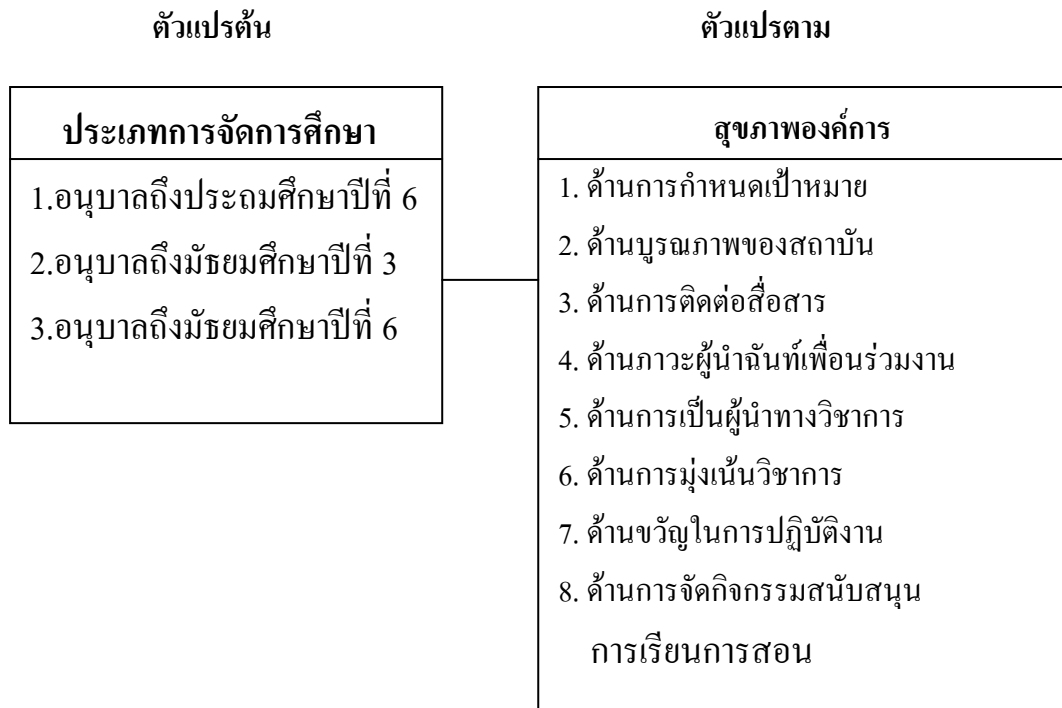 ตัวแปรต้น
ตัวแปรตาม
ประเภทการจัดการศึกษา
1.อนุบาลถึงประถมศึกษาปีที่ 6
2.อนุบาลถึงมัธยมศึกษาปีที่ 3
3.อนุบาลถึงมัธยมศึกษาปีที่ 6
สุขภาพองค์การ
1. ด้านการกำหนดเป้าหมาย
2. ด้านบูรณภาพของสถาบัน
3. ด้านการติดต่อสื่อสาร
4. ด้านภาวะผู้นำฉันท์เพื่อนร่วมงาน
5. ด้านการเป็นผู้นำทางวิชาการ
6. ด้านการมุ่งเน้นวิชาการ
7. ด้านขวัญในการปฏิบัติงาน
8. ด้านการจัดกิจกรรมสนับสนุน
การเรียนการสอน